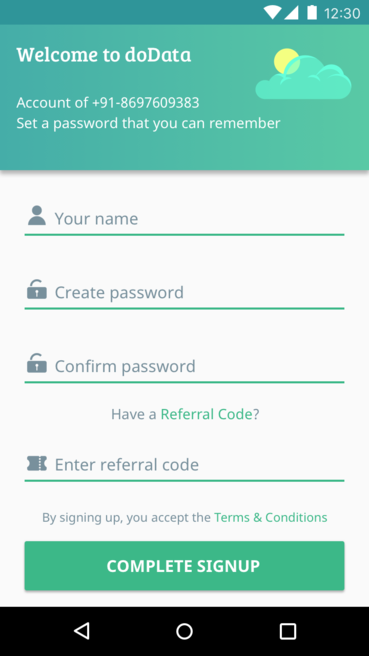 12:30
Welcome to doData
Account of +91-8697609383
Set a password that you can remember
Your name
Create password
Confirm password
Have a Referral Code?
Enter referral code
By signing up, you accept the Terms & Conditions
COMPLETE SIGNUP